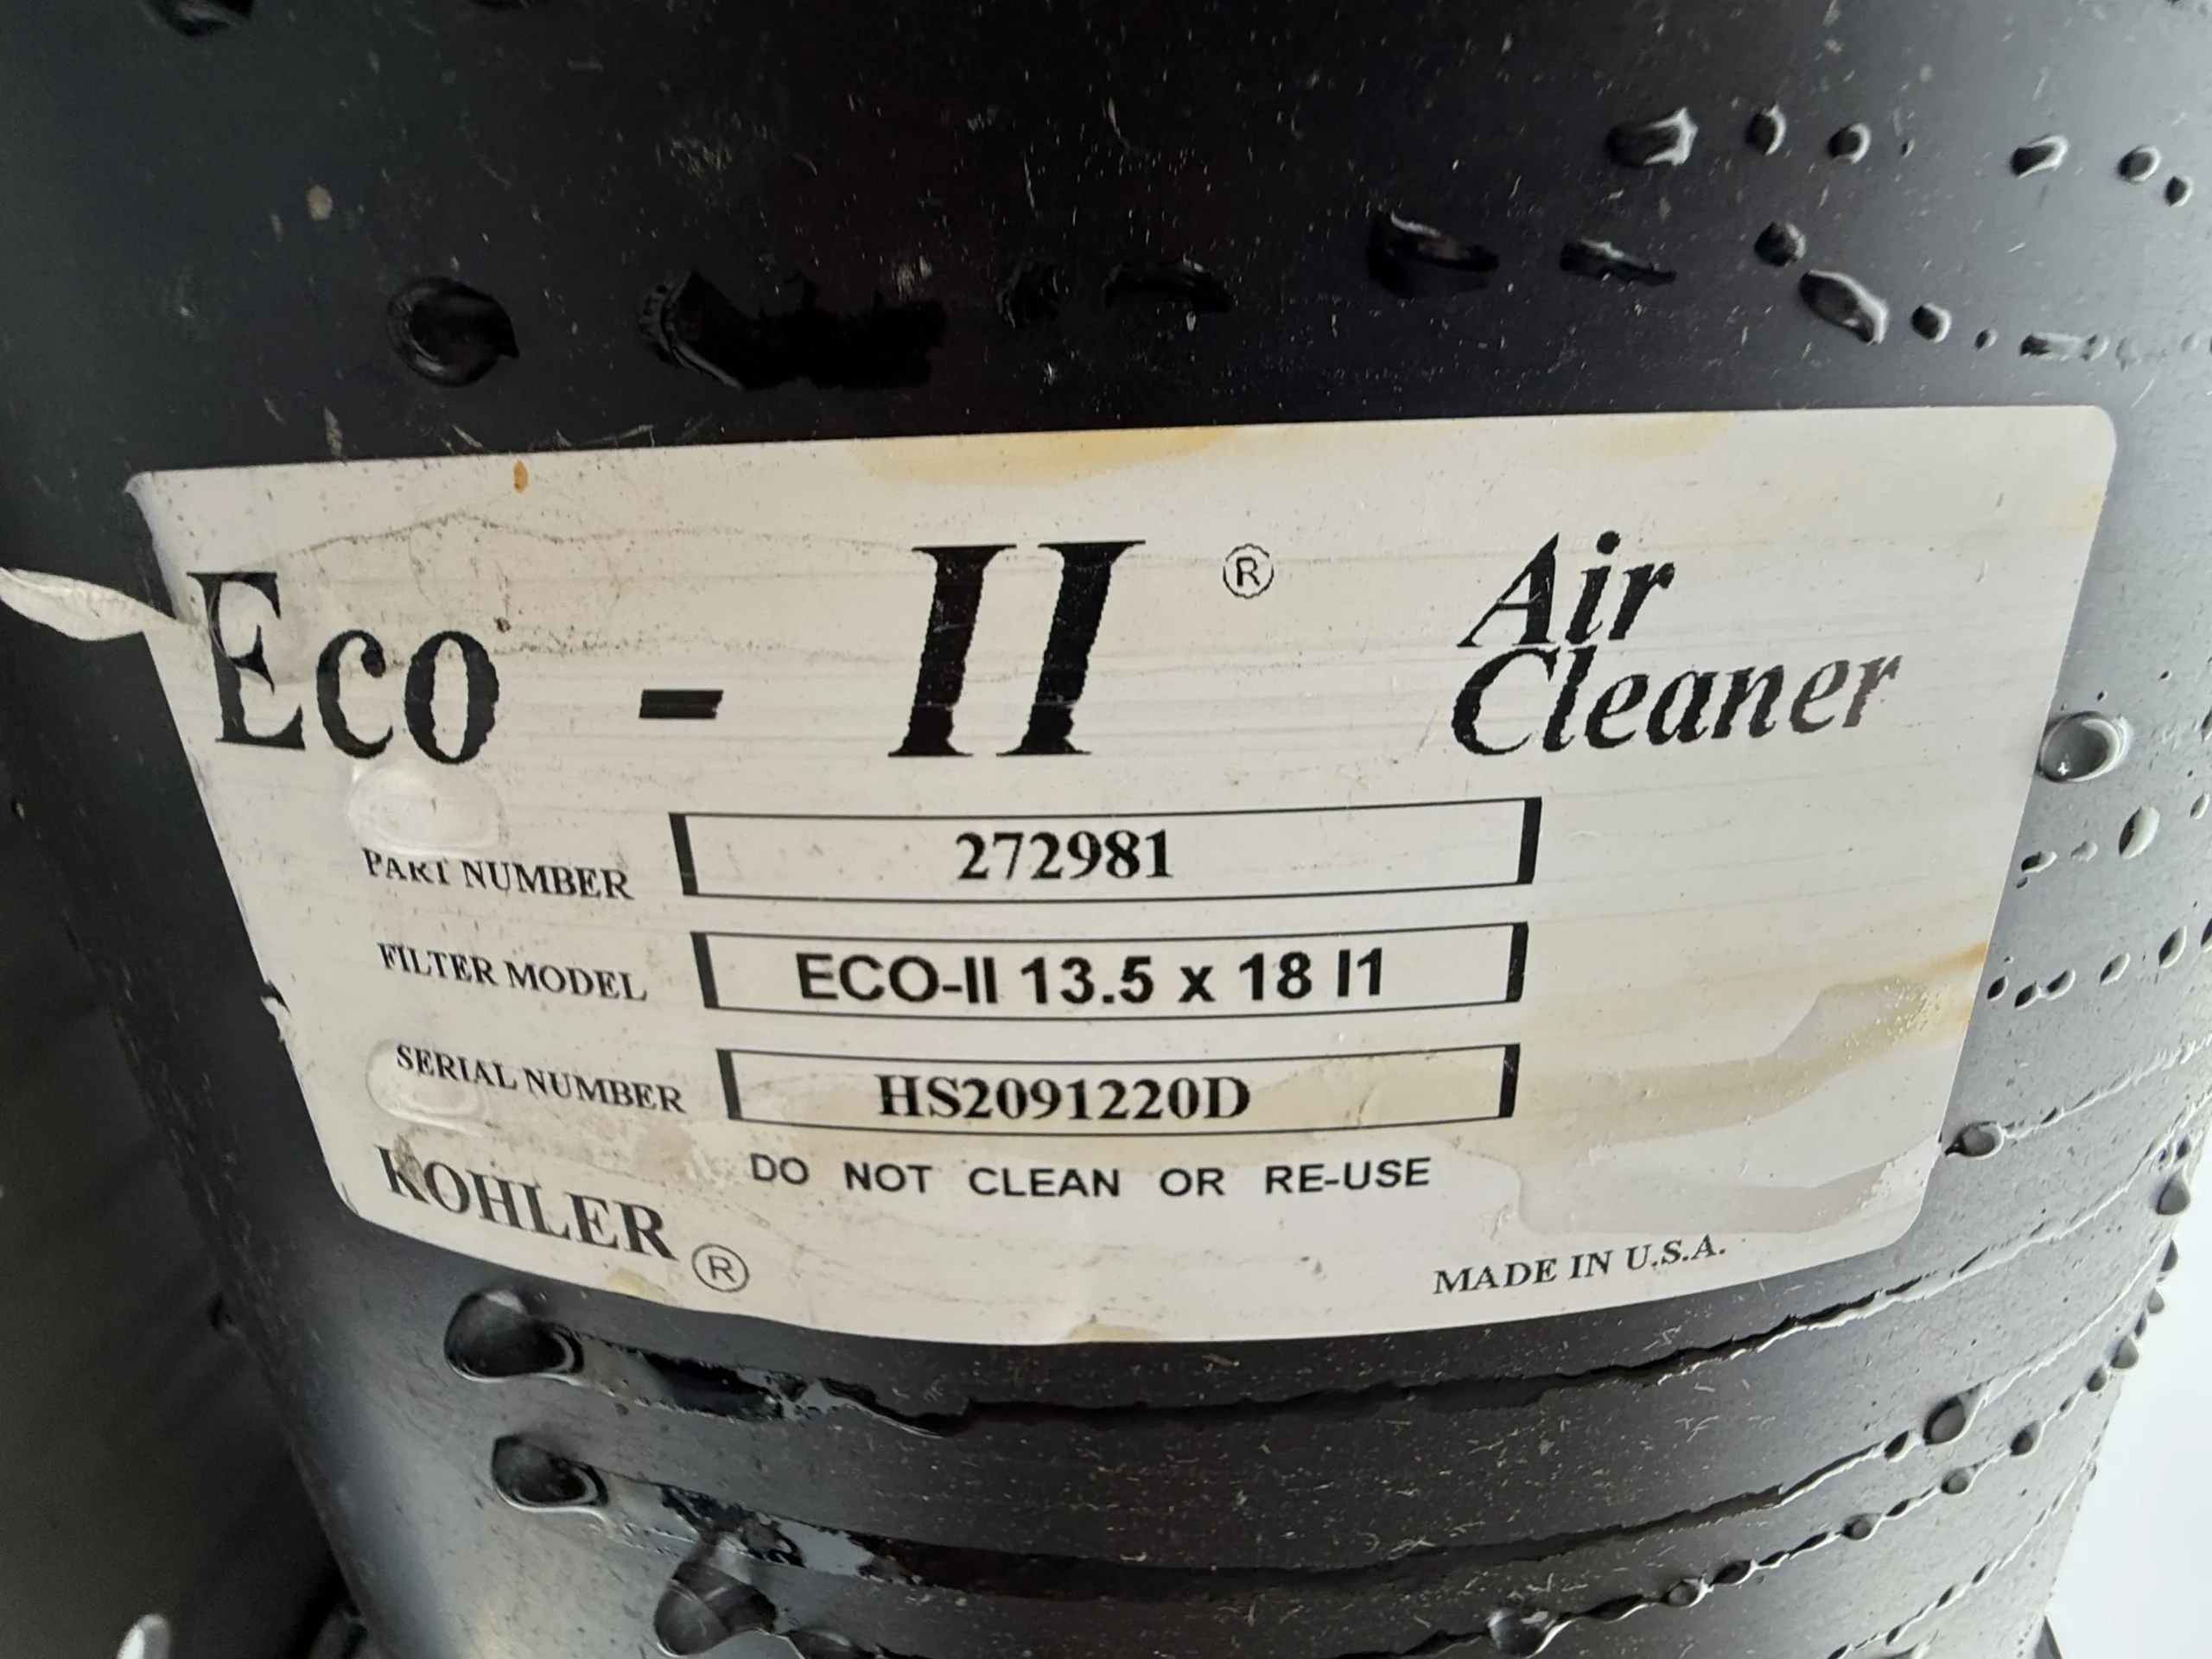 Eco - II ® Air
Cleaner
PART NUMBER 272981
FILTER MODEL ECO-II 13.5 x 18 I1
SERIAL NUMBER HS2091220D
DO NOT CLEAN OR RE-USE
KOHLER ®
MADE IN U.S.A.